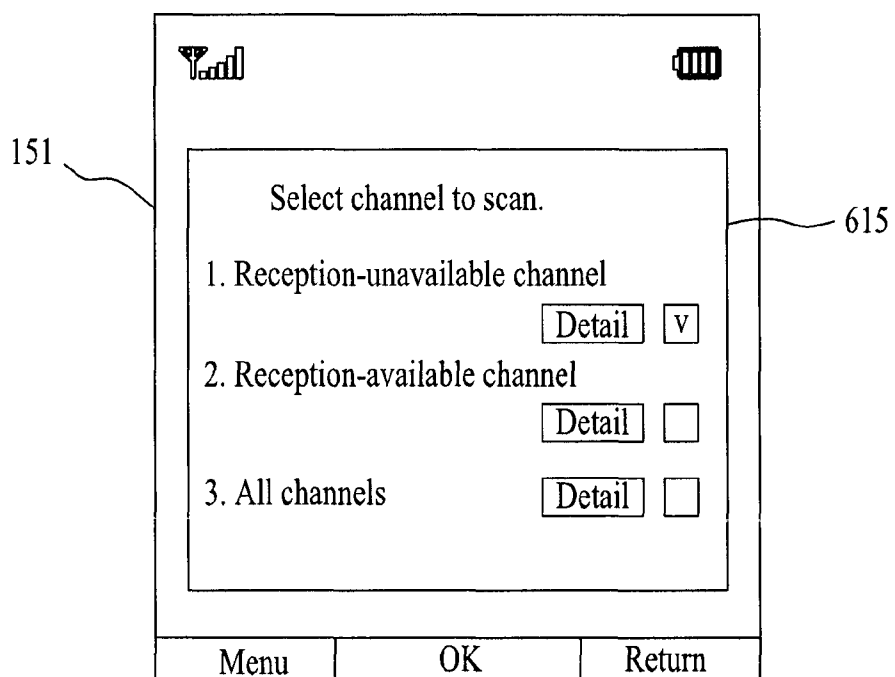 151
615
Select channel to scan.
1. Reception-unavailable channel
Detail v
2. Reception-available channel
Detail
3. All channels Detail
Menu OK Return